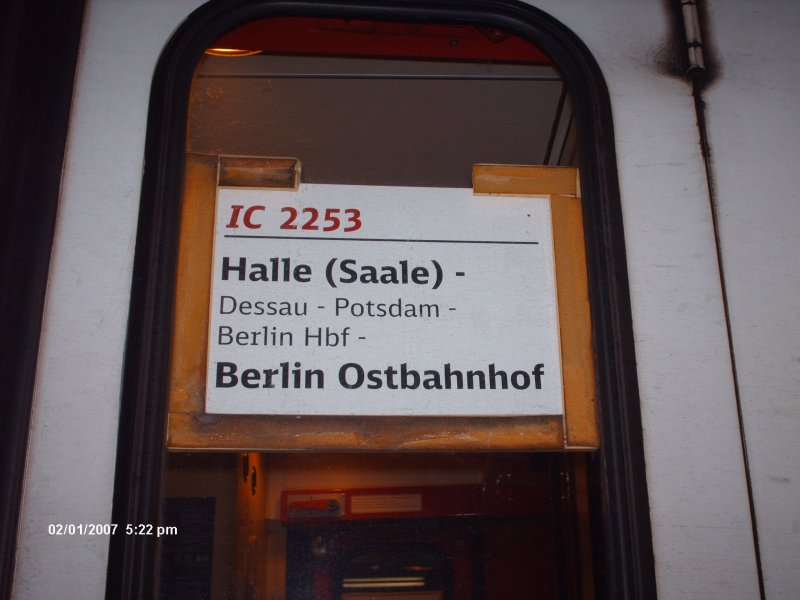 IC 2253
Halle (Saale) -
Dessau - Potsdam -
Berlin Hbf -
Berlin Ostbahnhof
02/01/2007 5:22 pm